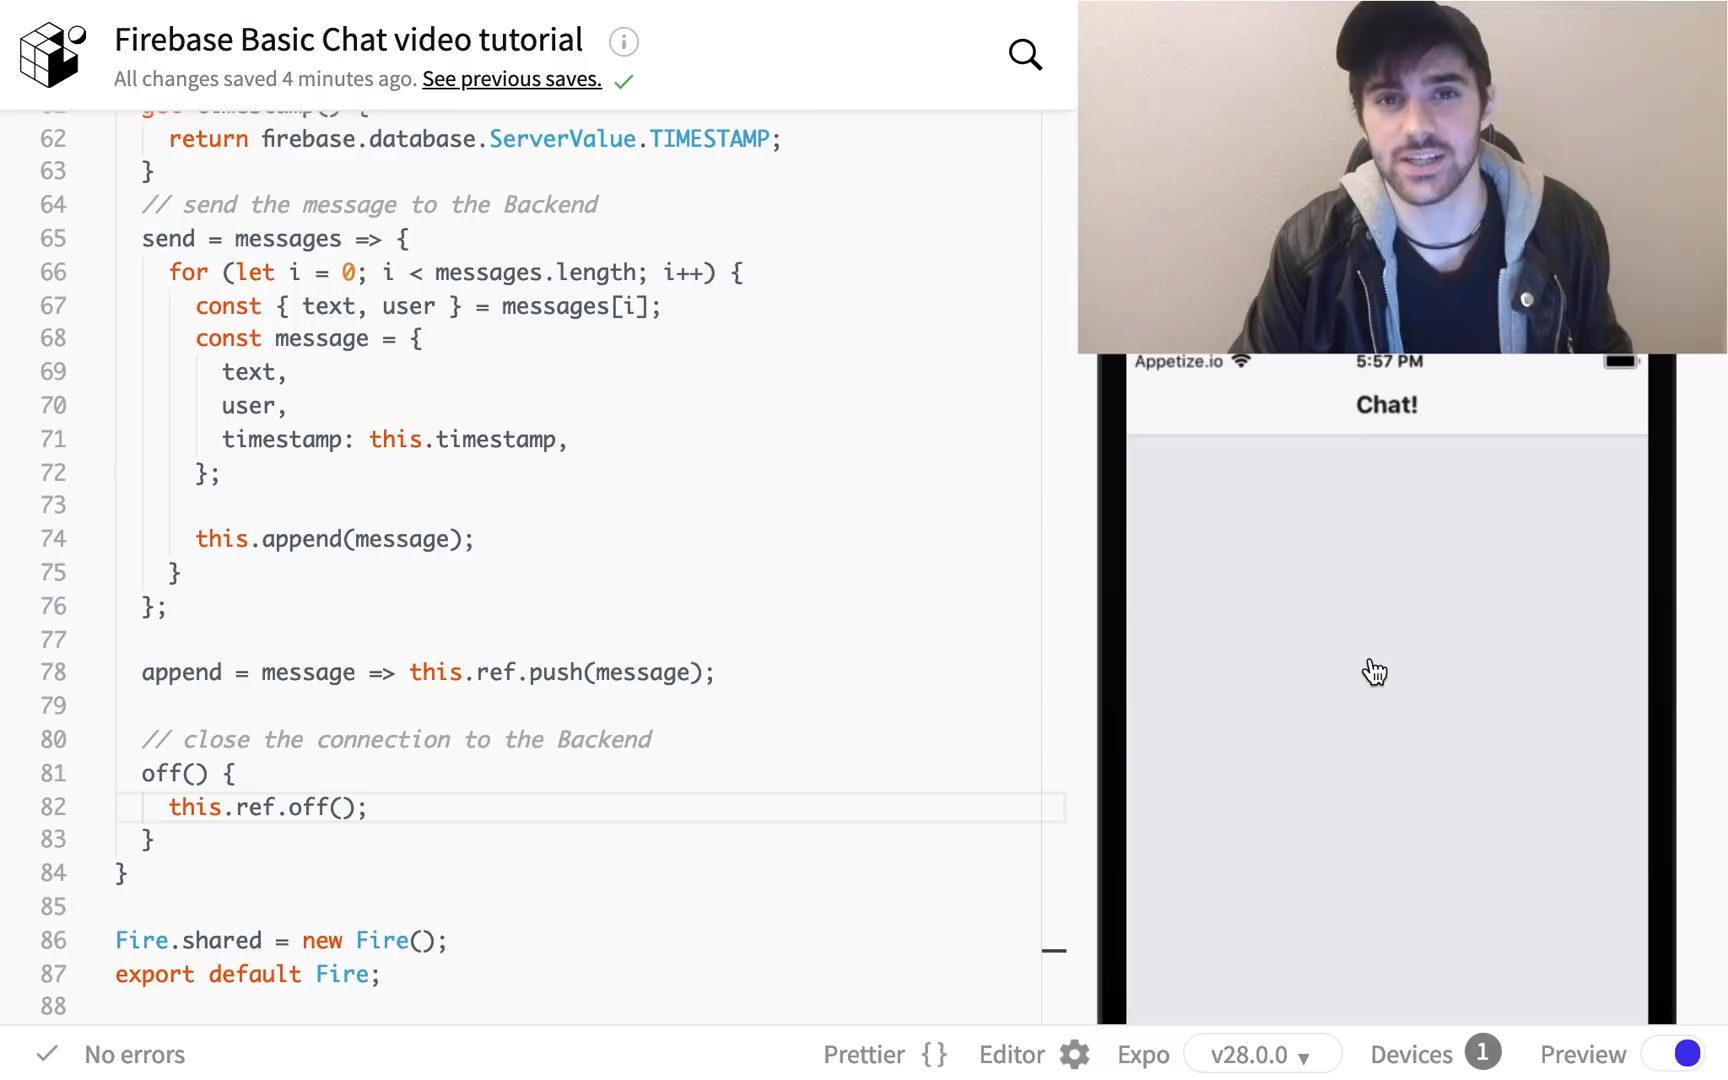 Firebase Basic Chat video tutorial
All changes saved 4 minutes ago. See previous saves.
62 return firebase.database.ServerValue.TIMESTAMP;
63 }
64 // send the message to the Backend
65 send = messages => {
66 for (let i = 0; i < messages.length; i++) {
67 const { text, user } = messages[i];
68 const message = {
69 text,
70 user,
71 timestamp: this.timestamp,
72 };
73
74 this.append(message);
75 }
76 };
77
78 append = message => this.ref.push(message);
79
80 // close the connection to the Backend
81 off() {
82 this.ref.off();
83 }
84 }
85
86 Fire.shared = new Fire();
87 export default Fire;
88
Appetize.io 5:57 PM
Chat!
No errors Prettier {} Editor Expo v28.0.0 Devices 1 Preview